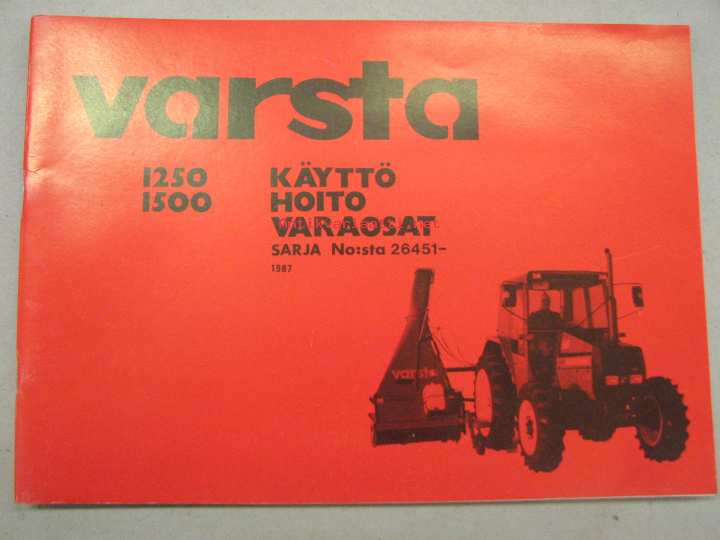 varsta
1250 KÄYTTÖ
1500 HOITO
VARAOSAT
SARJA No:sta 26451-
1987
varsta